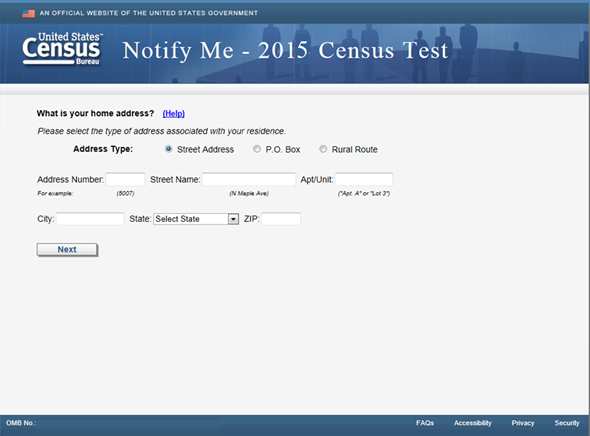 AN OFFICIAL WEBSITE OF THE UNITED STATES GOVERNMENT
United States™
Census
Bureau
Notify Me - 2015 Census Test
What is your home address? (Help)
Please select the type of address associated with your residence.
Address Type: Street Address P.O. Box Rural Route
Address Number: Street Name: Apt/Unit:
For example: (5007) (N Maple Ave) ("Apt. A" or "Lot 3")
City: State: Select State ZIP:
Next
OMB No.: FAQs Accessibility Privacy Security